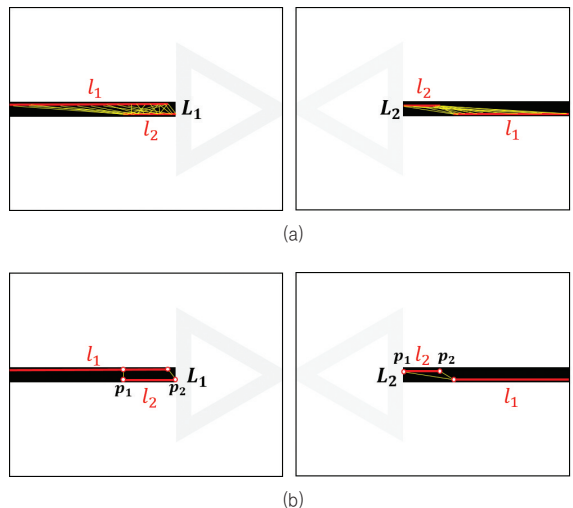 l₁ L₁ l₂
l₂ L₂ l₁
(a)
l₁ p₁ l₂ p₂ L₁
p₁ l₂ p₂ L₂ l₁
(b)